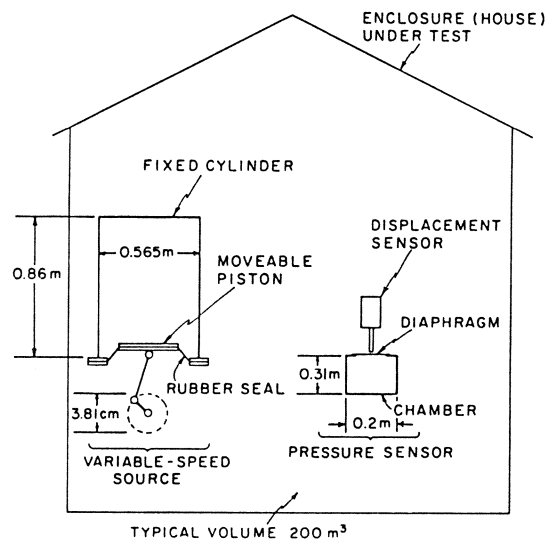 ENCLOSURE (HOUSE)
UNDER TEST
FIXED CYLINDER
0.86m
0.565m
MOVEABLE
PISTON
DISPLACEMENT
SENSOR
DIAPHRAGM
RUBBER SEAL
0.31m
3.81cm
CHAMBER
0.2m
VARIABLE-SPEED
SOURCE
PRESSURE SENSOR
TYPICAL VOLUME 200 m³